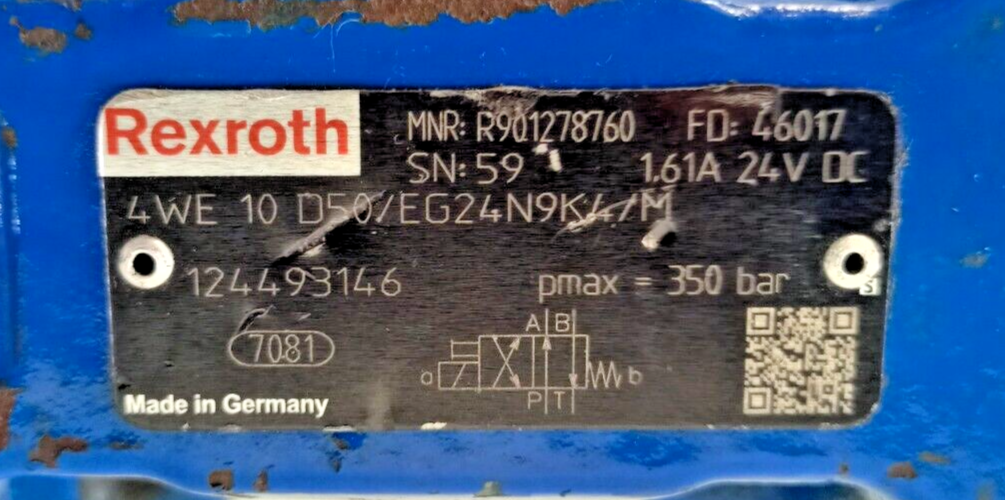 Rexroth
MNR: R901278760 FD: 46017
SN: 59 1.61A 24V DC
4WE 10 D50/EG24N9K4/M
124493146 pmax = 350 bar
S
7081
A B
a b
P T
Made in Germany